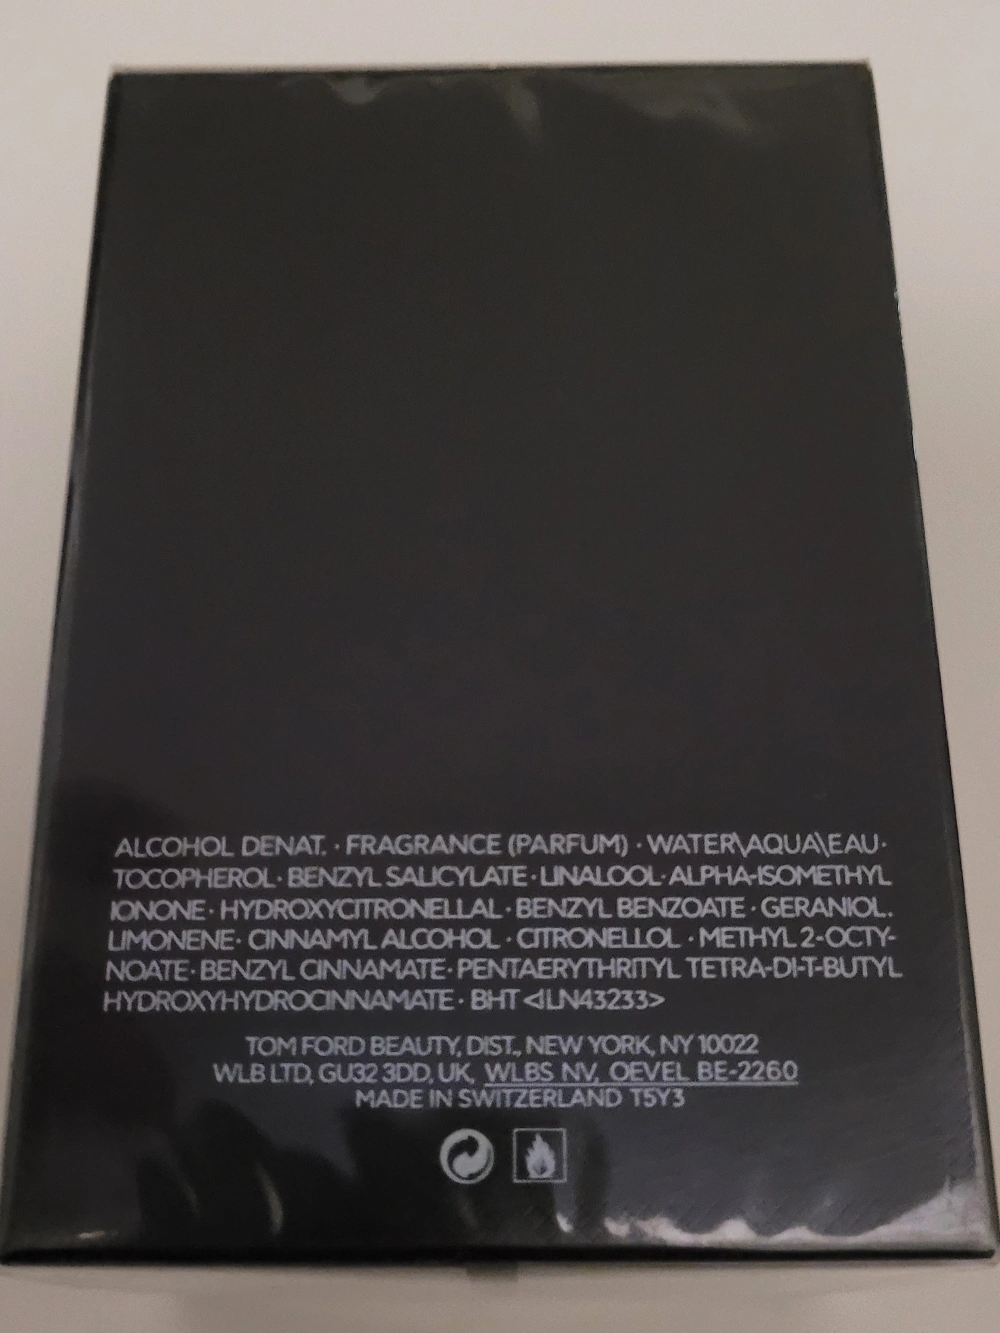 ALCOHOL DENAT. · FRAGRANCE (PARFUM) · WATER\AQUA\EAU ·
TOCOPHEROL · BENZYL SALICYLATE · LINALOOL · ALPHA-ISOMETHYL
IONONE · HYDROXYCITRONELLAL · BENZYL BENZOATE · GERANIOL.
LIMONENE · CINNAMYL ALCOHOL · CITRONELLOL · METHYL 2-OCTY-
NOATE · BENZYL CINNAMATE · PENTAERYTHRITYL TETRA-DI-T-BUTYL
HYDROXYHYDROCINNAMATE · BHT <ILN43233>
TOM FORD BEAUTY, DIST., NEW YORK, NY 10022
WLB LTD, GU32 3DD, UK, WLBS NV, OEVEL BE-2260
MADE IN SWITZERLAND T5Y3